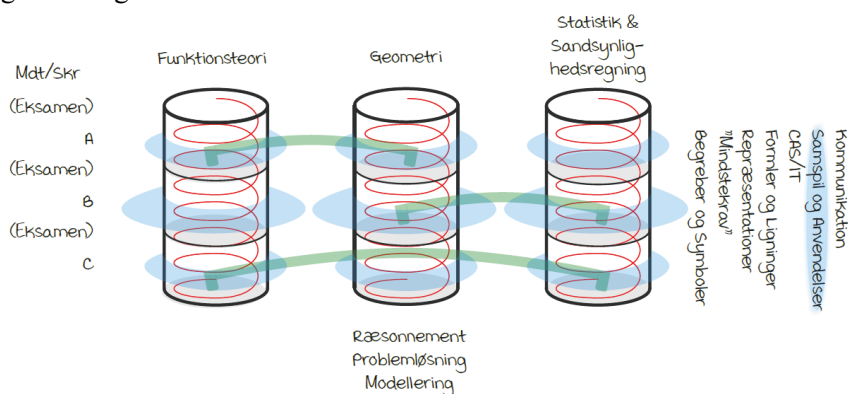 Statistik &
Sandsynlig-
hedsregning
Funktionsteori
Geometri
Mdt/Skr
(Eksamen)
A
(Eksamen)
B
(Eksamen)
C
Kommunikation
Samspil og Anvendelser
CAS/IT
Formler og Ligninger
Repræsentationer
"Mindstekrav"
Begreber og Symboler
Ræsonnement
Problemløsning
Modellering